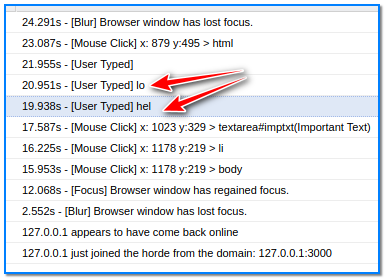 24.291s - [Blur] Browser window has lost focus.
23.087s - [Mouse Click] x: 879 y:495 > html
21.955s - [User Typed]
20.951s - [User Typed] lo
19.938s - [User Typed] hel
17.587s - [Mouse Click] x: 1023 y:329 > textarea#imptxt(Important Text)
16.225s - [Mouse Click] x: 1178 y:219 > li
15.953s - [Mouse Click] x: 1178 y:219 > body
12.068s - [Focus] Browser window has regained focus.
2.552s - [Blur] Browser window has lost focus.
127.0.0.1 appears to have come back online
127.0.0.1 just joined the horde from the domain: 127.0.0.1:3000